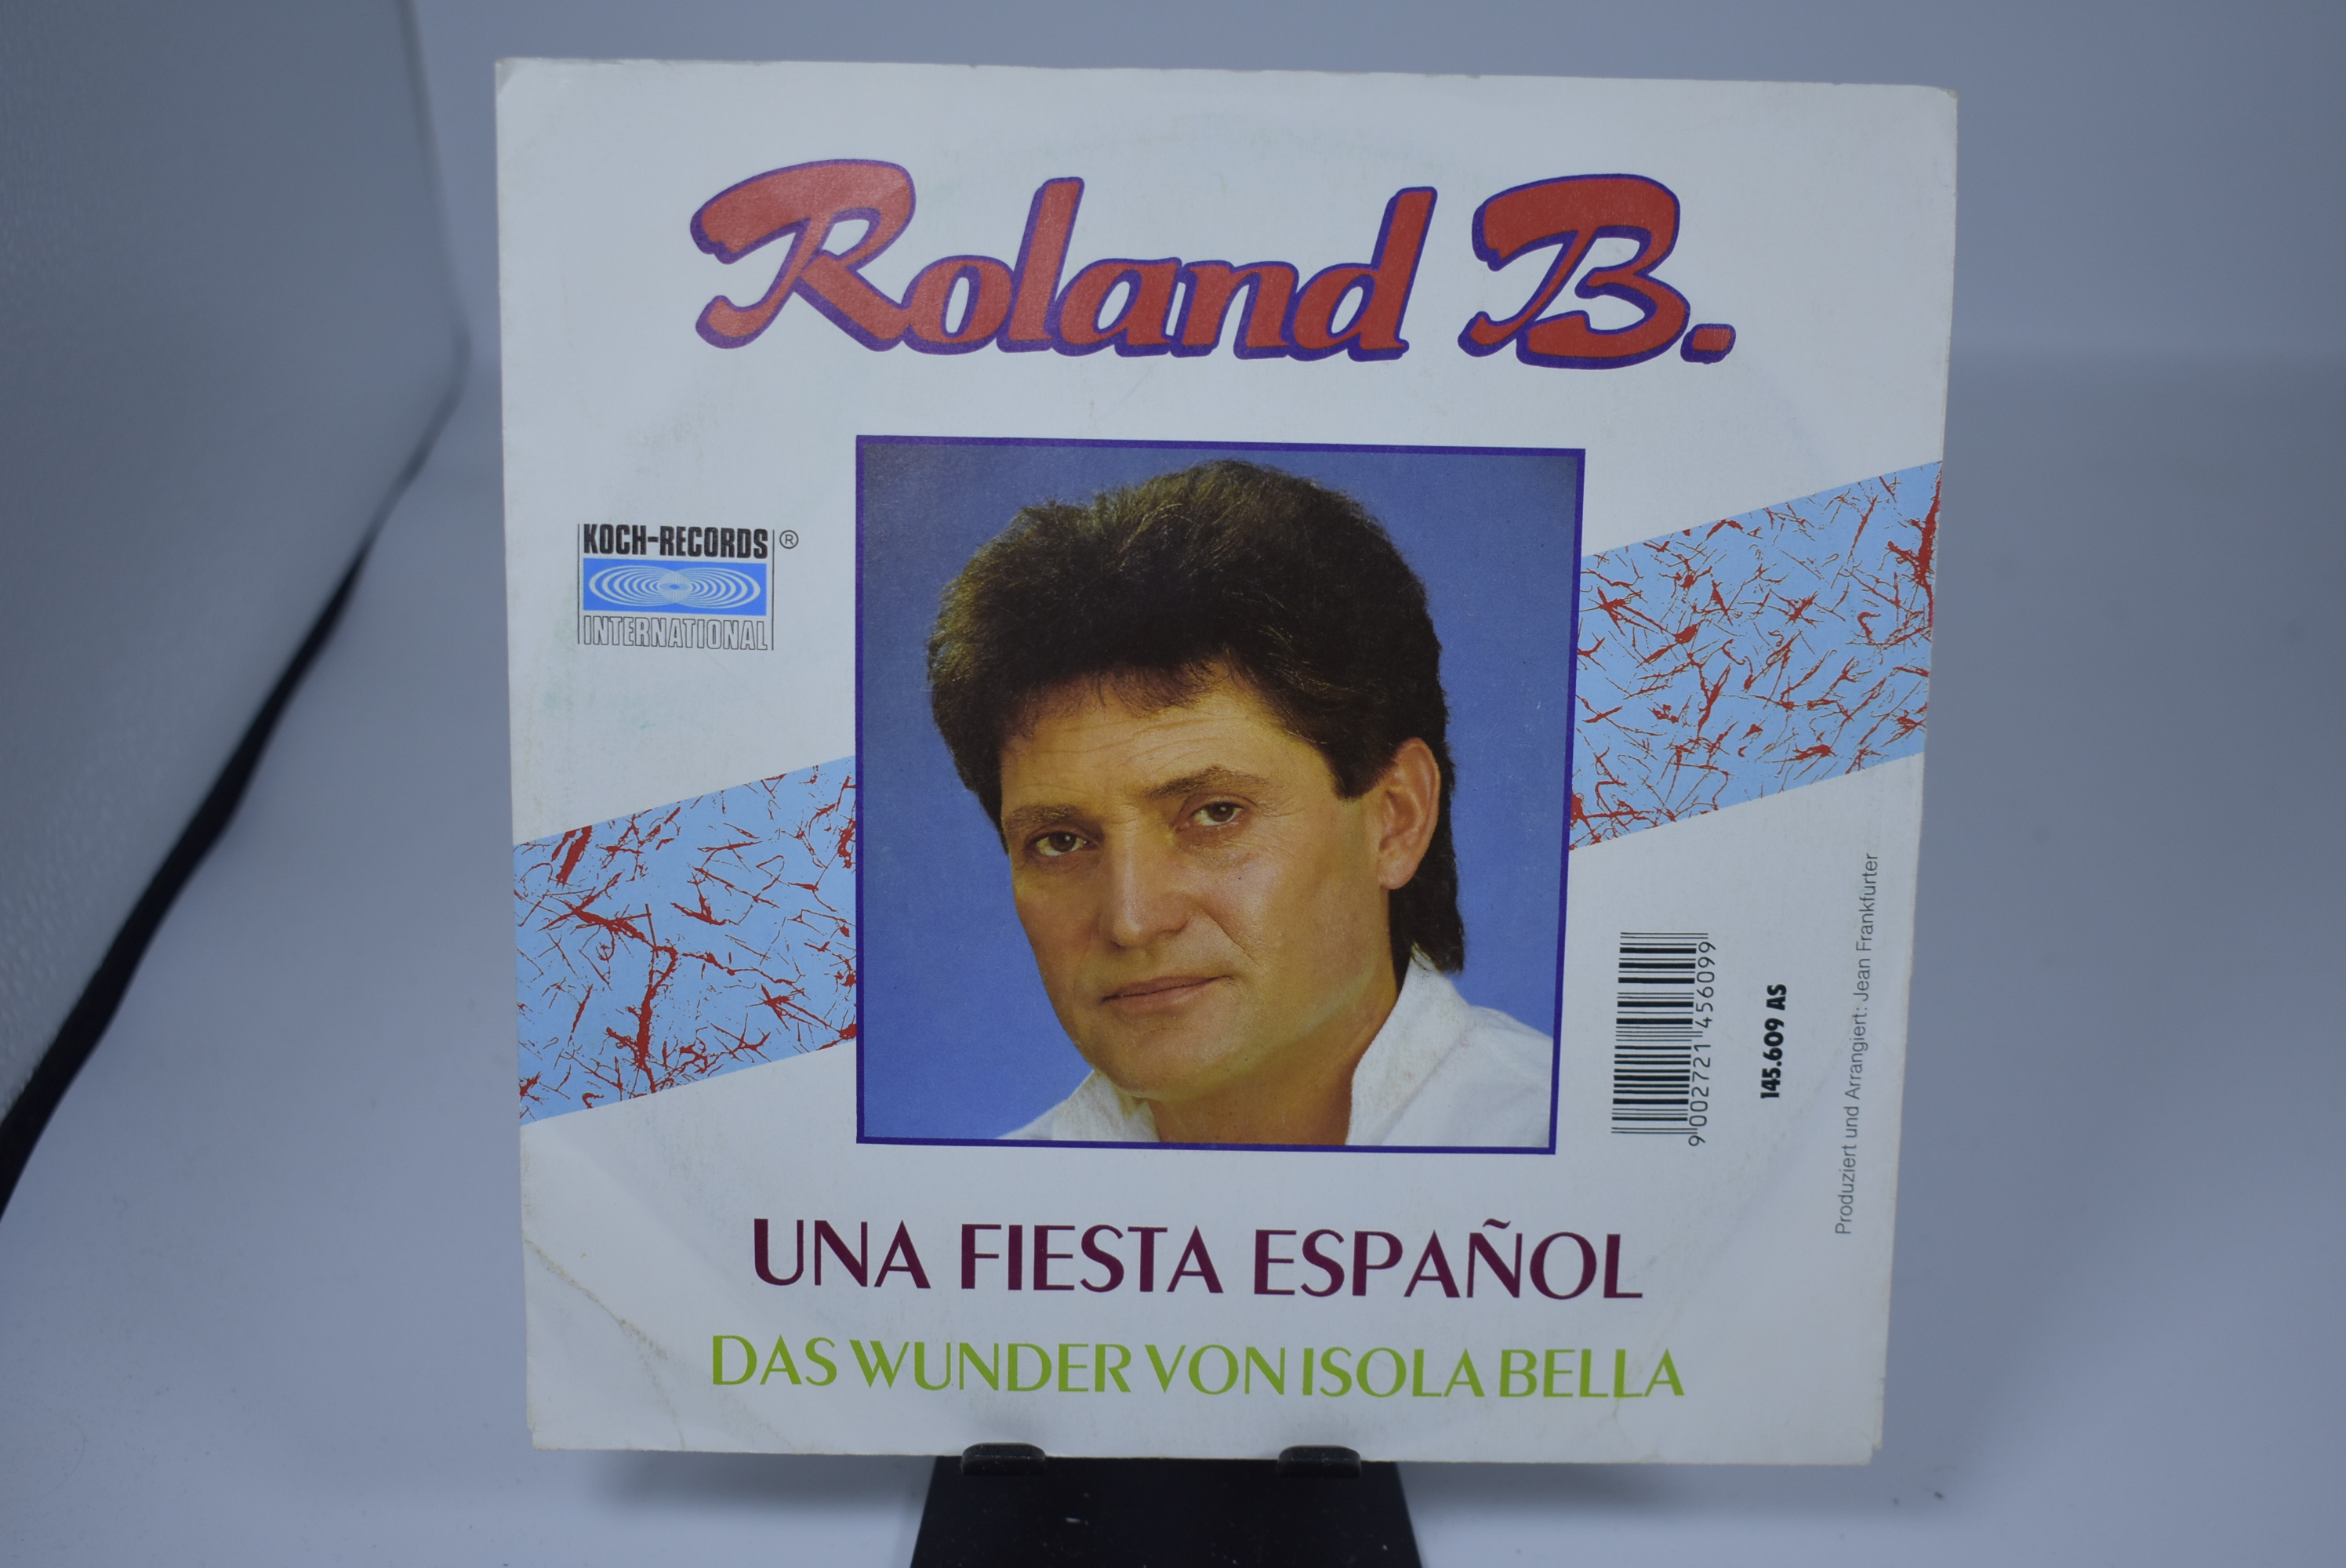 Roland B.
KOCH-RECORDS ®
INTERNATIONAL
9 002721 456099
145.609 AS
Produziert und Arrangiert: Jean Frankfurter
UNA FIESTA ESPAÑOL
DAS WUNDER VON ISOLA BELLA